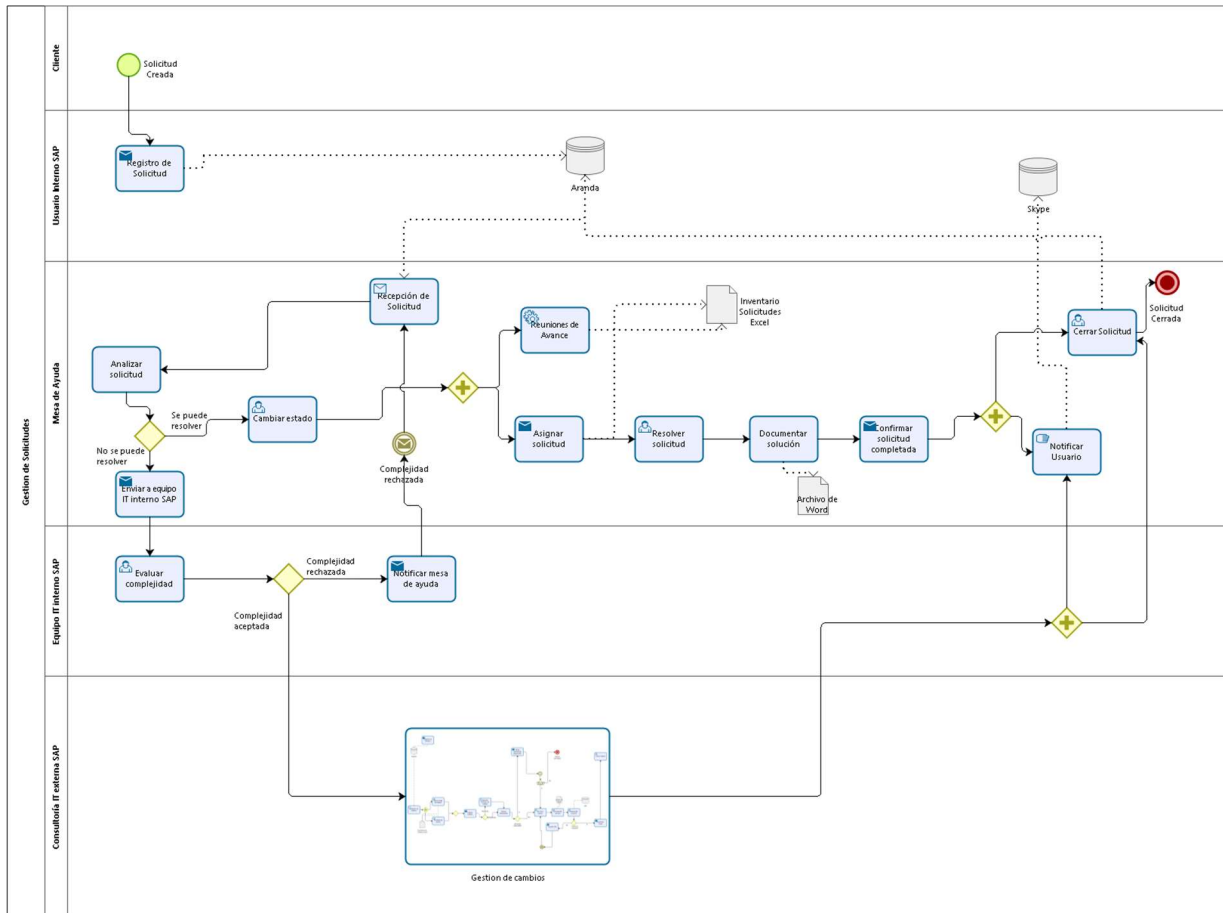 Gestion de Solicitudes
Cliente
Solicitud
Creada
Usuario Interno SAP
Registro de
Solicitud
Aranda
Skype
Mesa de Ayuda
Recepción de
Solicitud
Inventario
Solicitudes
Excel
Solicitud
Cerrada
Reuniones de
Avance
Cerrar Solicitud
Analizar
solicitud
Se puede
resolver
Cambiar estado
No se puede
resolver
Complejidad
rechazada
Asignar
solicitud
Resolver
solicitud
Documentar
solución
Confirmar
solicitud
completada
Notificar
Usuario
Enviar a equipo
IT interno SAP
Archivo de
Word
Equipo IT interno SAP
Evaluar
complejidad
Complejidad
rechazada
Notificar mesa
de ayuda
Complejidad
aceptada
Consultoría IT externa SAP
Gestion de cambios